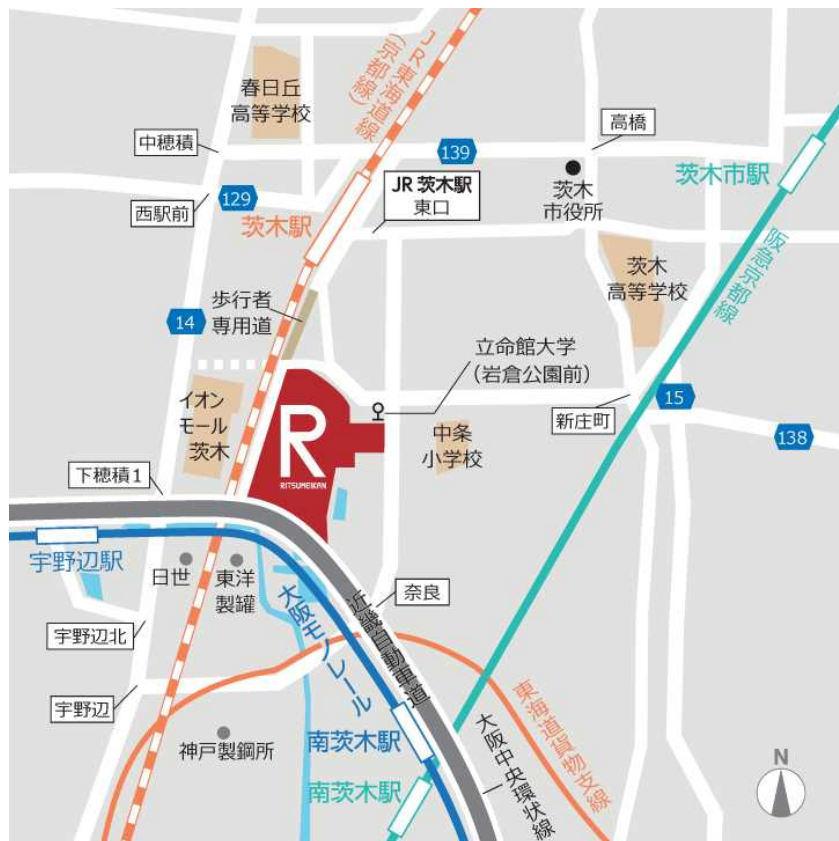 JR東海道線
(京都線)
春日丘
高等学校
中穂積
139
高橋
茨木
市役所
茨木市駅
129
西駅前
JR 茨木駅
東口
茨木駅
阪急京都線
茨木
高等学校
14
歩行者
専用道
立命館大学
(岩倉公園前)
イオン
モール
茨木
R
RITSUMEIKAN
中条
小学校
新庄町
15
138
下穂積1
宇野辺駅
日世
東洋
製罐
大阪モノレール
近畿自動車道
奈良
宇野辺北
宇野辺
神戸製鋼所
南茨木駅
南茨木駅
大阪中央環状線
東海道貨物支線
N